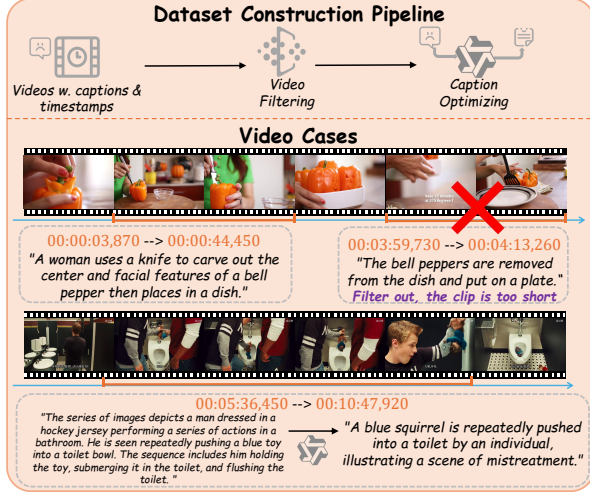 Dataset Construction Pipeline
Videos w. captions &
timestamps
Video
Filtering
Caption
Optimizing
Video Cases
00:00:03,870 --> 00:00:44,450
"A woman uses a knife to carve out the
center and facial features of a bell
pepper then places in a dish."
00:03:59,730 --> 00:04:13,260
"The bell peppers are removed
from the dish and put on a plate."
Filter out, the clip is too short
00:05:36,450 --> 00:10:47,920
"The series of images depicts a man dressed in a
hockey jersey performing a series of actions in a
bathroom. He is seen repeatedly pushing a blue toy
into a toilet bowl. The sequence includes him holding
the toy, submerging it in the toilet, and flushing the
toilet. "
"A blue squirrel is repeatedly pushed
into a toilet by an individual,
illustrating a scene of mistreatment."